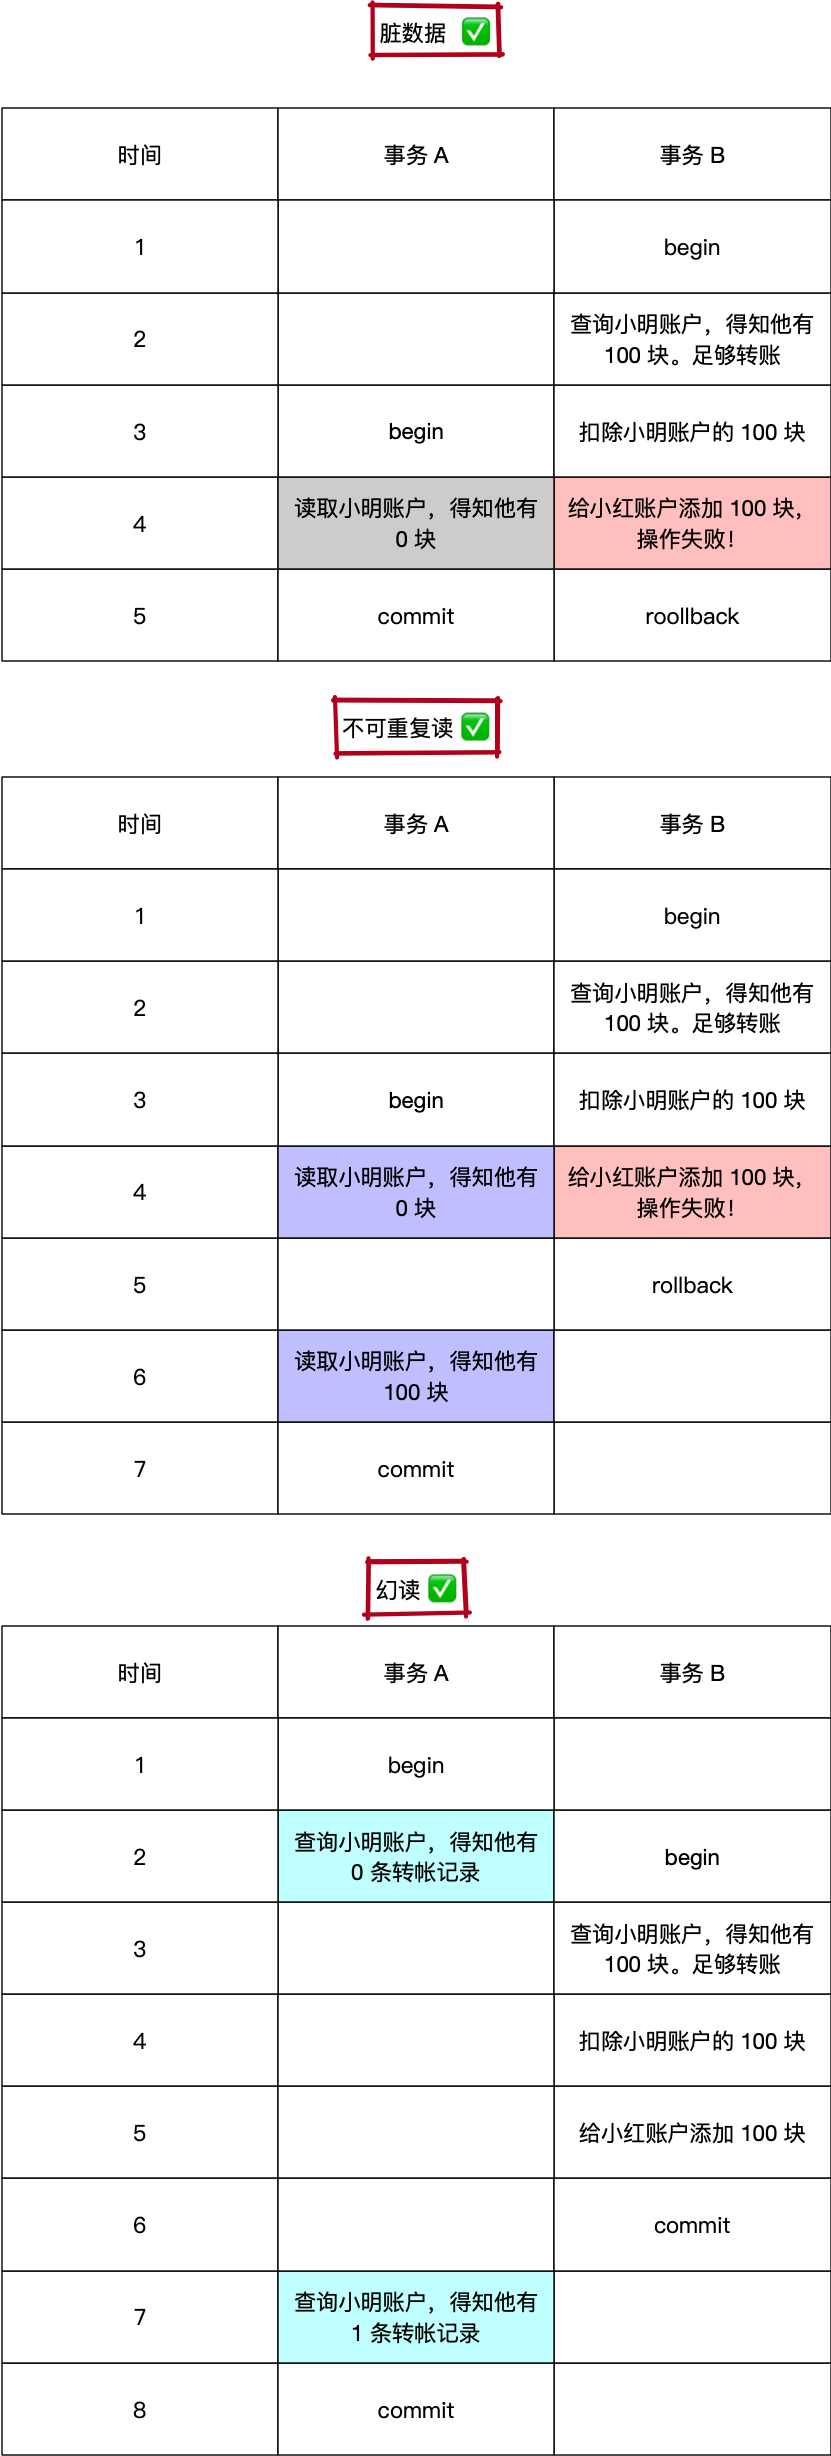 脏数据 ✅
时间 事务 A 事务 B
1 begin
2 查询小明账户，得知他有
100 块。足够转账
3 begin 扣除小明账户的 100 块
4 读取小明账户，得知他有
0 块
给小红账户添加 100 块，
操作失败！
5 commit roollback
不可重复读 ✅
时间 事务 A 事务 B
1 begin
2 查询小明账户，得知他有
100 块。足够转账
3 begin 扣除小明账户的 100 块
4 读取小明账户，得知他有
0 块
给小红账户添加 100 块，
操作失败！
5 rollback
6 读取小明账户，得知他有
100 块
7 commit
幻读 ✅
时间 事务 A 事务 B
1 begin
2 查询小明账户，得知他有
0 条转帐记录
begin
3 查询小明账户，得知他有
100 块。足够转账
4 扣除小明账户的 100 块
5 给小红账户添加 100 块
6 commit
7 查询小明账户，得知他有
1 条转帐记录
8 commit